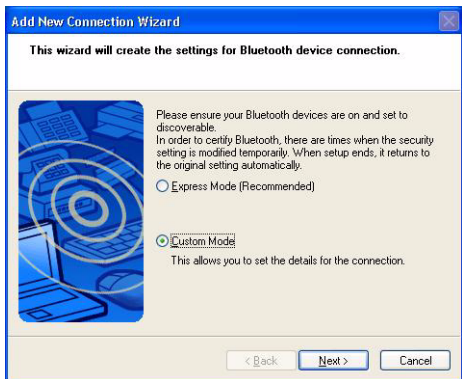 Add New Connection Wizard
This wizard will create the settings for Bluetooth device connection.
Please ensure your Bluetooth devices are on and set to
discoverable.
In order to certify Bluetooth, there are times when the security
setting is modified temporarily. When setup ends, it returns to
the original setting automatically.
Express Mode (Recommended)
Custom Mode
This allows you to set the details for the connection.
< Back Next > Cancel